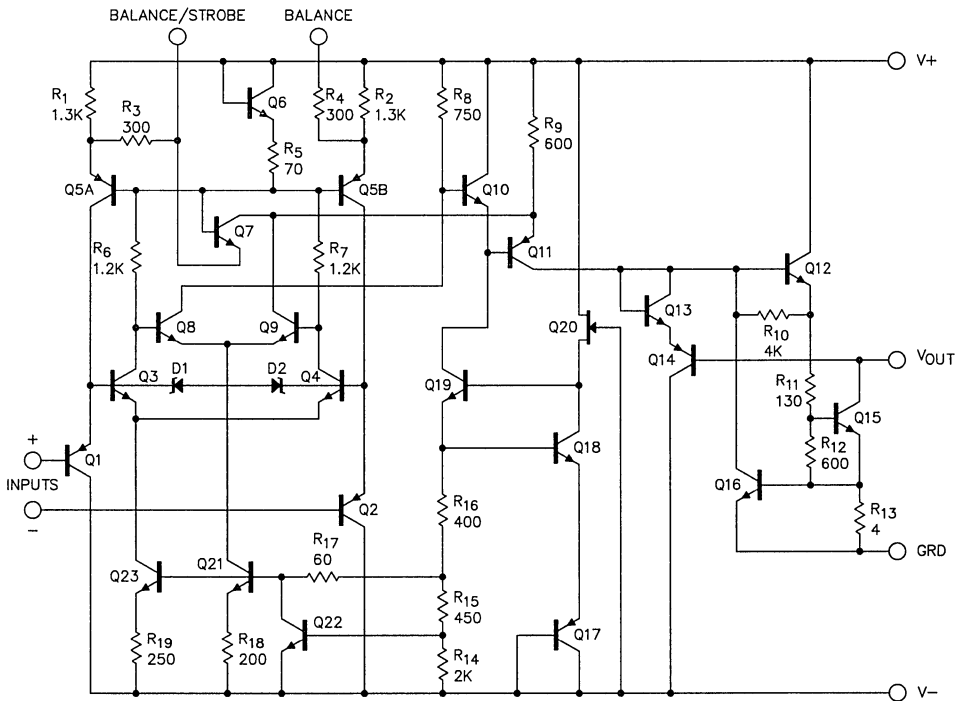 BALANCE/STROBE
BALANCE
V+
R1
1.3K
R3
300
Q6
R4
300
R2
1.3K
R8
750
R9
600
R5
70
Q5A
Q5B
Q10
Q7
Q11
R6
1.2K
R7
1.2K
Q12
Q8
Q9
Q20
Q13
R10
4K
Q14
VOUT
Q3
D1
D2
Q4
Q19
R11
130
Q15
+
Q1
Q18
R12
600
INPUTS
Q16
–
Q2
R16
400
R13
4
R17
60
GRD
Q23
Q21
Q22
R15
450
R19
250
R18
200
R14
2K
Q17
V–